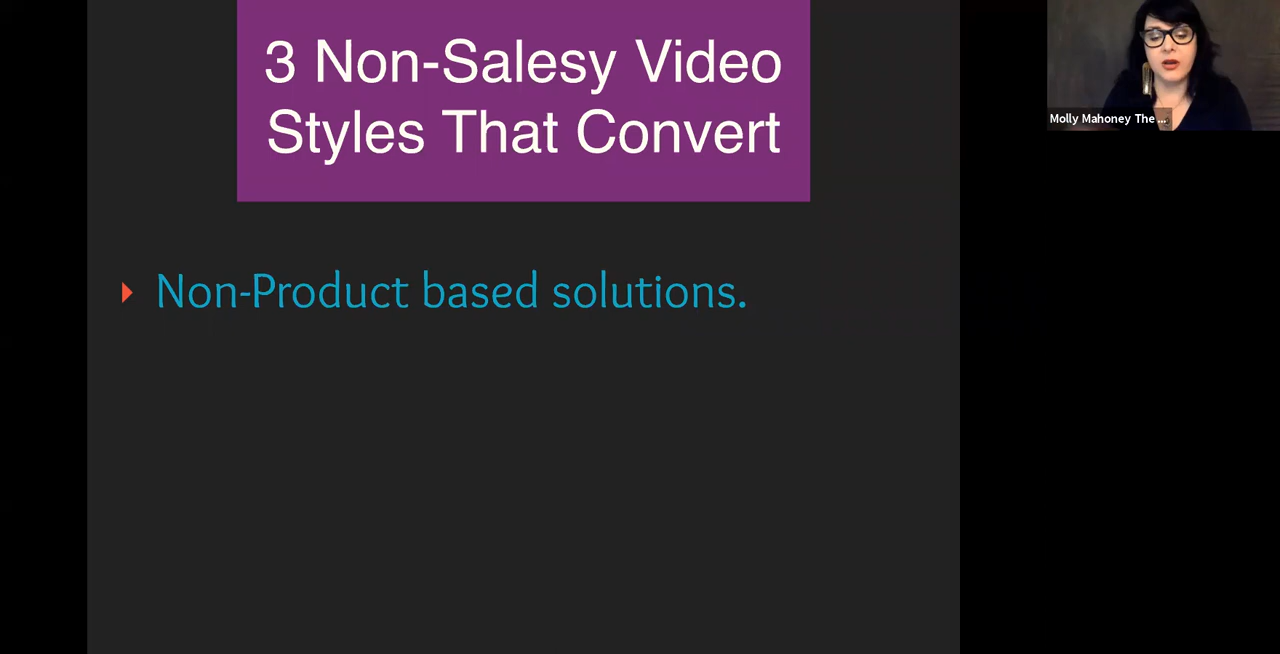 3 Non-Salesy Video
Styles That Convert
Molly Mahoney The ...
Non-Product based solutions.